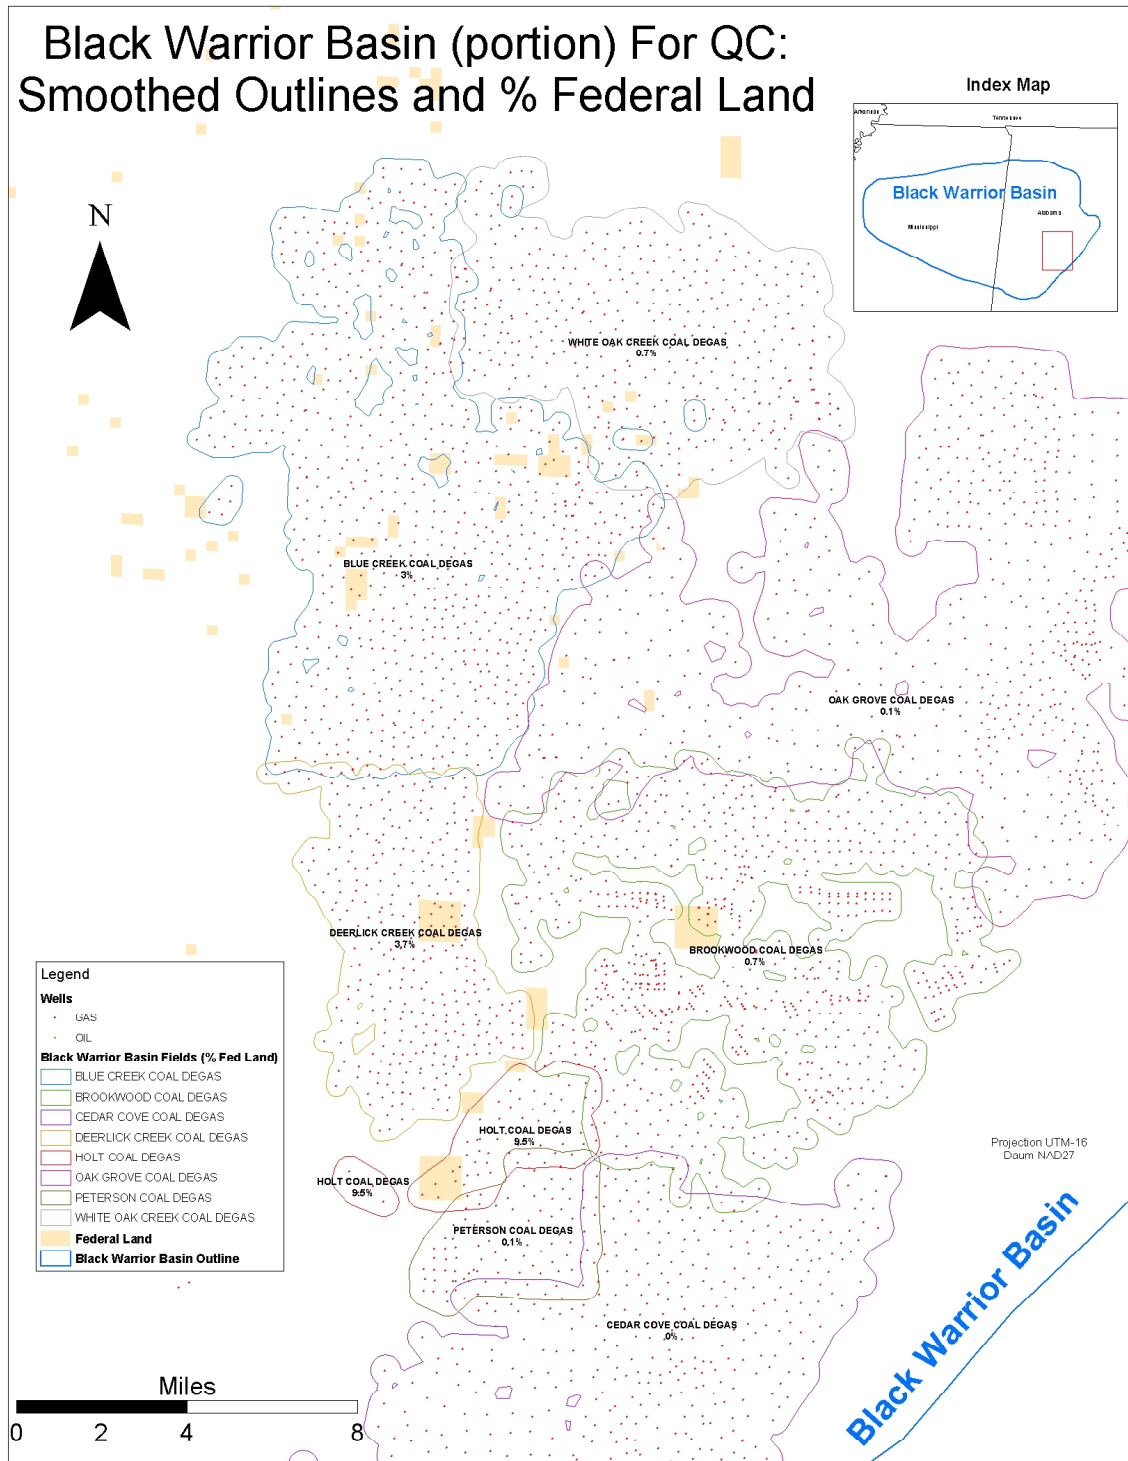 Black Warrior Basin (portion) For QC:
Smoothed Outlines and % Federal Land
Index Map
Arkansas
Tennessee
Black Warrior Basin
Alabama
Mississippi
N
WHITE OAK CREEK COAL DEGAS
0.7%
BLUE CREEK COAL DEGAS
3%
OAK GROVE COAL DEGAS
0.1%
DEERLICK CREEK COAL DEGAS
3.7%
BROOKWOOD COAL DEGAS
0.7%
Legend
Wells
GAS
OIL
Black Warrior Basin Fields (% Fed Land)
BLUE CREEK COAL DEGAS
BROOKWOOD COAL DEGAS
CEDAR COVE COAL DEGAS
DEERLICK CREEK COAL DEGAS
HOLT COAL DEGAS
OAK GROVE COAL DEGAS
PETERSON COAL DEGAS
WHITE OAK CREEK COAL DEGAS
Federal Land
Black Warrior Basin Outline
HOLT COAL DEGAS
9.5%
HOLT COAL DEGAS
9.5%
PETERSON COAL DEGAS
0.1%
CEDAR COVE COAL DEGAS
0%
Projection UTM-16
Daum NAD27
Black Warrior Basin
Miles
0 2 4 8